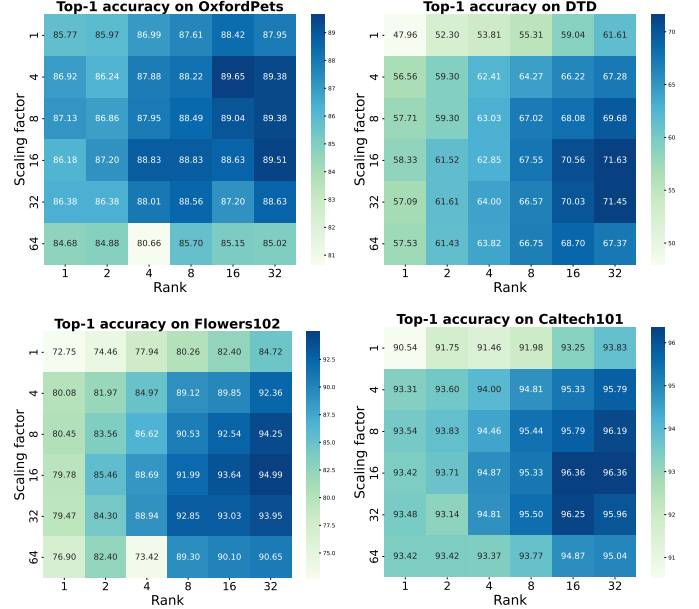 Top-1 accuracy on OxfordPets
Scaling factor
1 85.77 85.97 86.99 87.61 88.42 87.95
4 86.92 86.24 87.88 88.22 89.65 89.38
8 87.13 86.86 87.95 88.49 89.04 89.38
16 86.18 87.20 88.83 88.83 88.63 89.51
32 86.38 86.38 88.01 88.56 87.20 88.63
64 84.68 84.88 80.66 85.70 85.15 85.02
1 2 4 8 16 32
Rank
89
88
87
86
85
84
83
82
81
Top-1 accuracy on DTD
Scaling factor
1 47.96 52.30 53.81 55.31 59.04 61.61
4 56.56 59.30 62.41 64.27 66.22 67.28
8 57.71 59.30 63.03 67.02 68.08 69.68
16 58.33 61.52 62.85 67.55 70.56 71.63
32 57.09 61.61 64.00 66.57 70.03 71.45
64 57.53 61.43 63.82 66.75 68.70 67.37
1 2 4 8 16 32
Rank
70
65
60
55
50
Top-1 accuracy on Flowers102
Scaling factor
1 72.75 74.46 77.94 80.26 82.40 84.72
4 80.08 81.97 84.97 89.12 89.85 92.36
8 80.45 83.56 86.62 90.53 92.54 94.25
16 79.78 85.46 88.69 91.99 93.64 94.99
32 79.47 84.30 88.94 92.85 93.03 93.95
64 76.90 82.40 73.42 89.30 90.10 90.65
1 2 4 8 16 32
Rank
92.5
90.0
87.5
85.0
82.5
80.0
77.5
75.0
Top-1 accuracy on Caltech101
Scaling factor
1 90.54 91.75 91.46 91.98 93.25 93.83
4 93.31 93.60 94.00 94.81 95.33 95.79
8 93.54 93.83 94.46 95.44 95.79 96.19
16 93.42 93.71 94.87 95.33 96.36 96.36
32 93.48 93.14 94.81 95.50 96.25 95.96
64 93.42 93.42 93.37 93.77 94.87 95.04
1 2 4 8 16 32
Rank
96
95
94
93
92
91